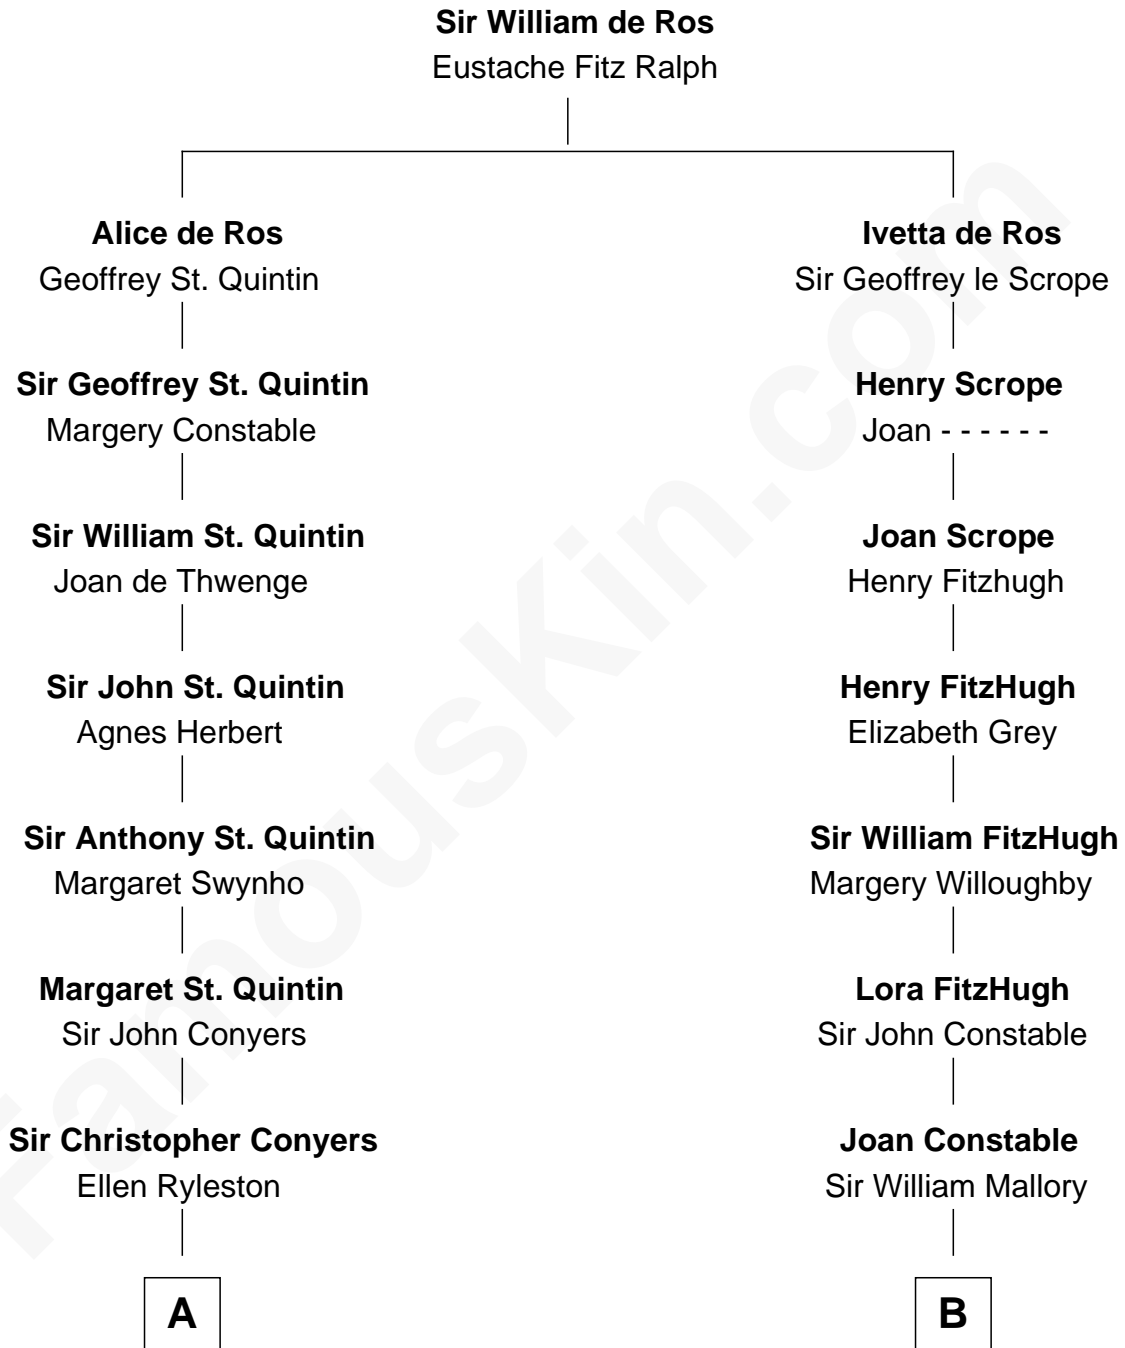 Sir William de Ros
Eustache Fitz Ralph
Alice de Ros
Geoffrey St. Quintin
Ivetta de Ros
Sir Geoffrey le Scrope
Sir Geoffrey St. Quintin
Margery Constable
Henry Scrope
Joan - - - - - -
Sir William St. Quintin
Joan de Thwenge
Joan Scrope
Henry Fitzhugh
Sir John St. Quintin
Agnes Herbert
Henry FitzHugh
Elizabeth Grey
Sir Anthony St. Quintin
Margaret Swynho
Sir William FitzHugh
Margery Willoughby
Margaret St. Quintin
Sir John Conyers
Lora FitzHugh
Sir John Constable
Sir Christopher Conyers
Ellen Ryleston
Joan Constable
Sir William Mallory
A
B
FamousKin.com